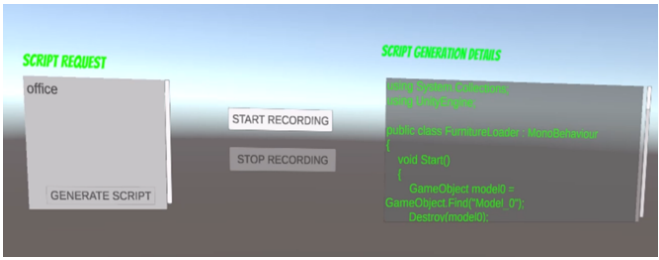 SCRIPT REQUEST
office
GENERATE SCRIPT
START RECORDING
STOP RECORDING
SCRIPT GENERATION DETAILS
using System.Collections;
using UnityEngine;
public class FurnitureLoader : MonoBehaviour
{
void Start()
{
GameObject model0 =
GameObject.Find("Model_0");
Destroy(model0);